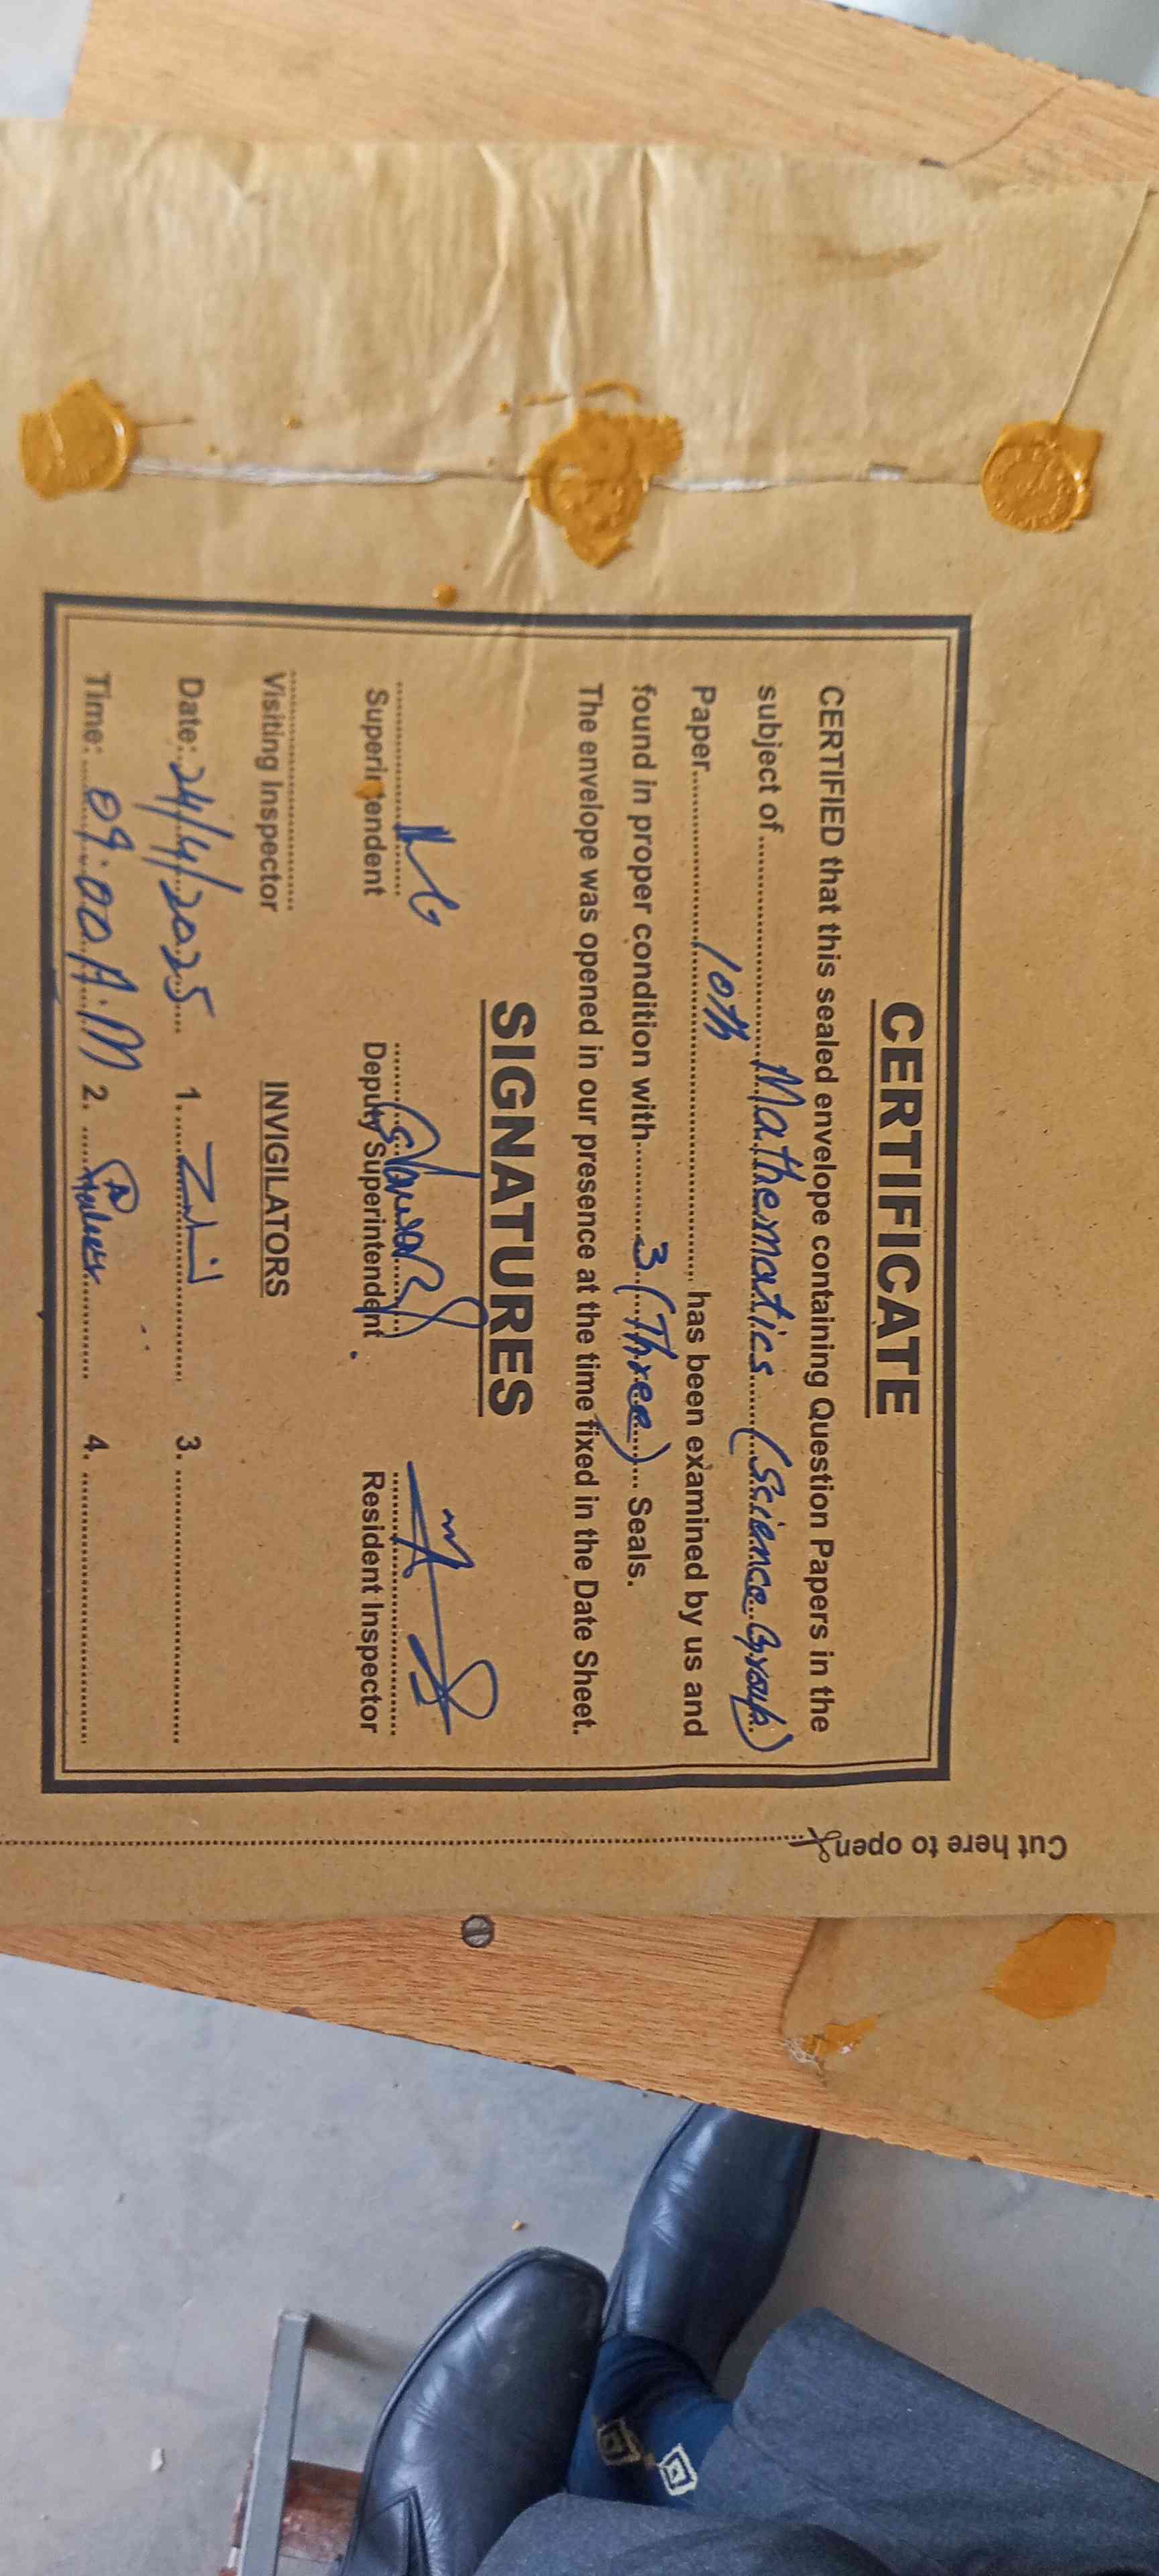 CERTIFICATE
CERTIFIED that this sealed envelope containing Question Papers in the
subject of Mathematics (Science Group)
Paper 10th has been examined by us and
found in proper condition with 3 (Three) Seals.
The envelope was opened in our presence at the time fixed in the Date Sheet.
SIGNATURES
Superintendent Deputy Superintendent Resident Inspector
Visiting Inspector INVIGILATORS
Date: 24/4/2025 1. 3.
Time: 09:00 A.M 2. 4.
Cut here to open